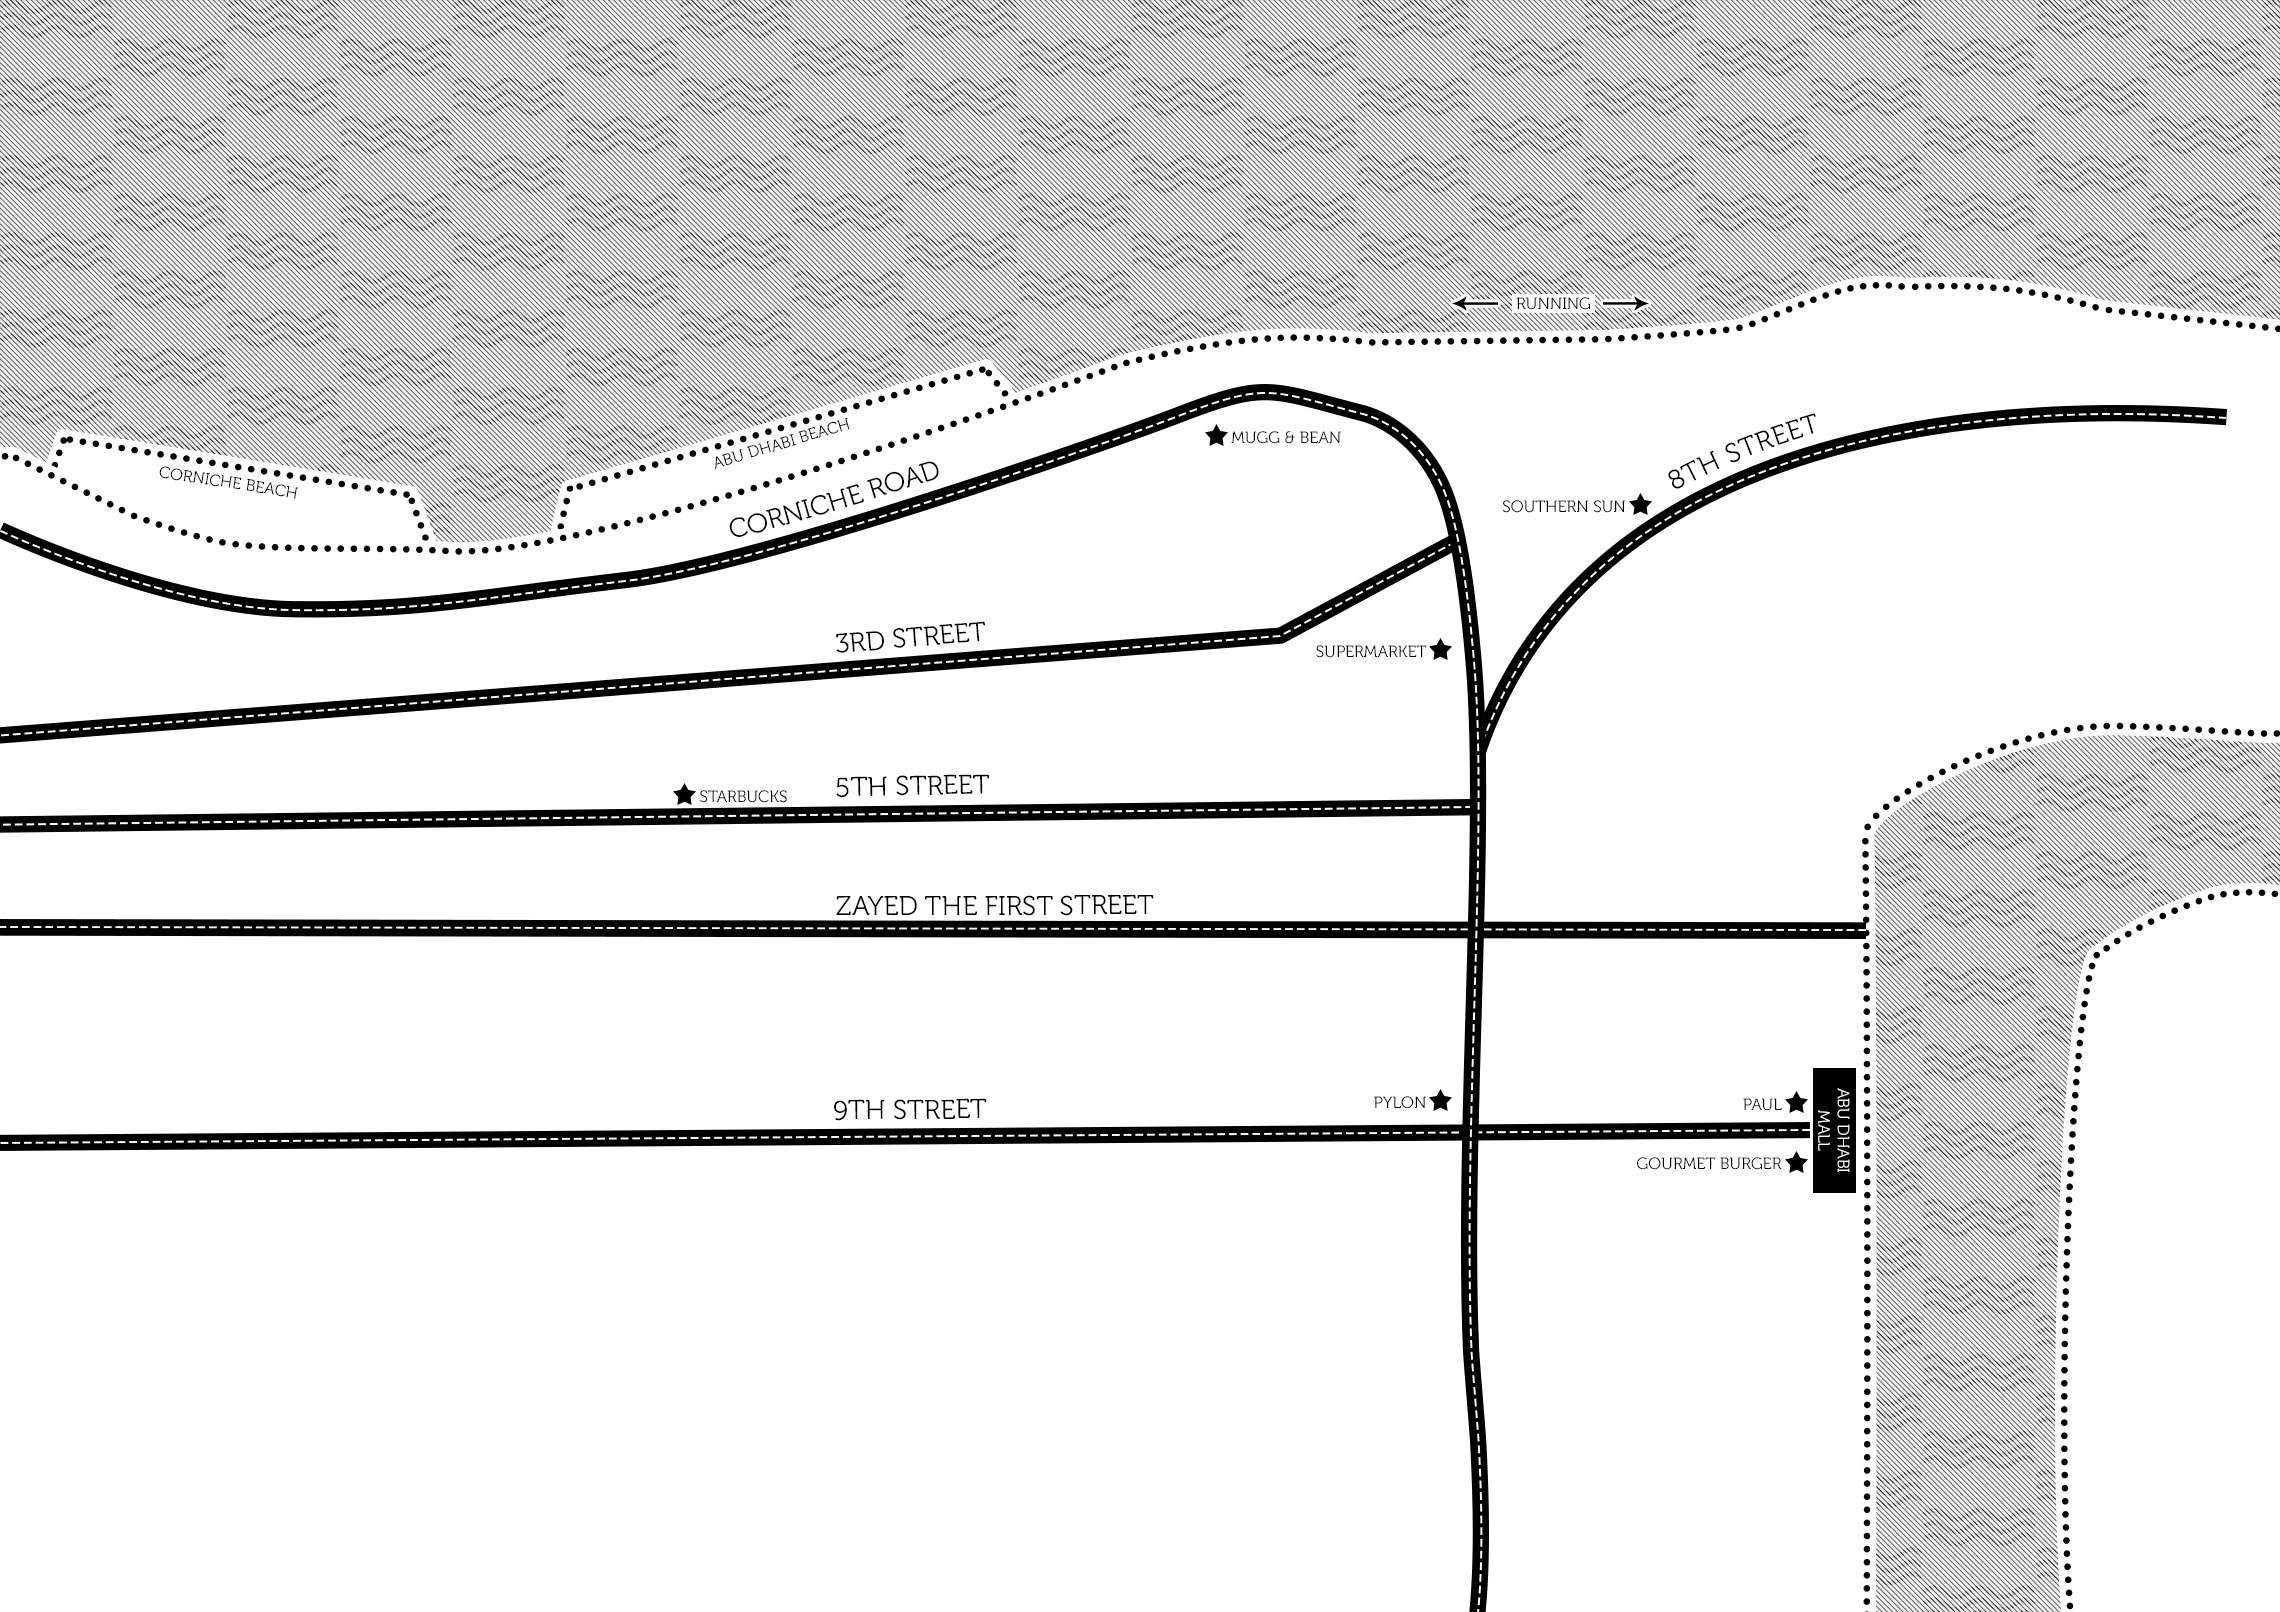 RUNNING
ABU DHABI BEACH
CORNICHE BEACH
CORNICHE ROAD
MUGG & BEAN
8TH STREET
SOUTHERN SUN
3RD STREET
SUPERMARKET
STARBUCKS
5TH STREET
ZAYED THE FIRST STREET
9TH STREET
PYLON
PAUL
GOURMET BURGER
ABU DHABI
MALL